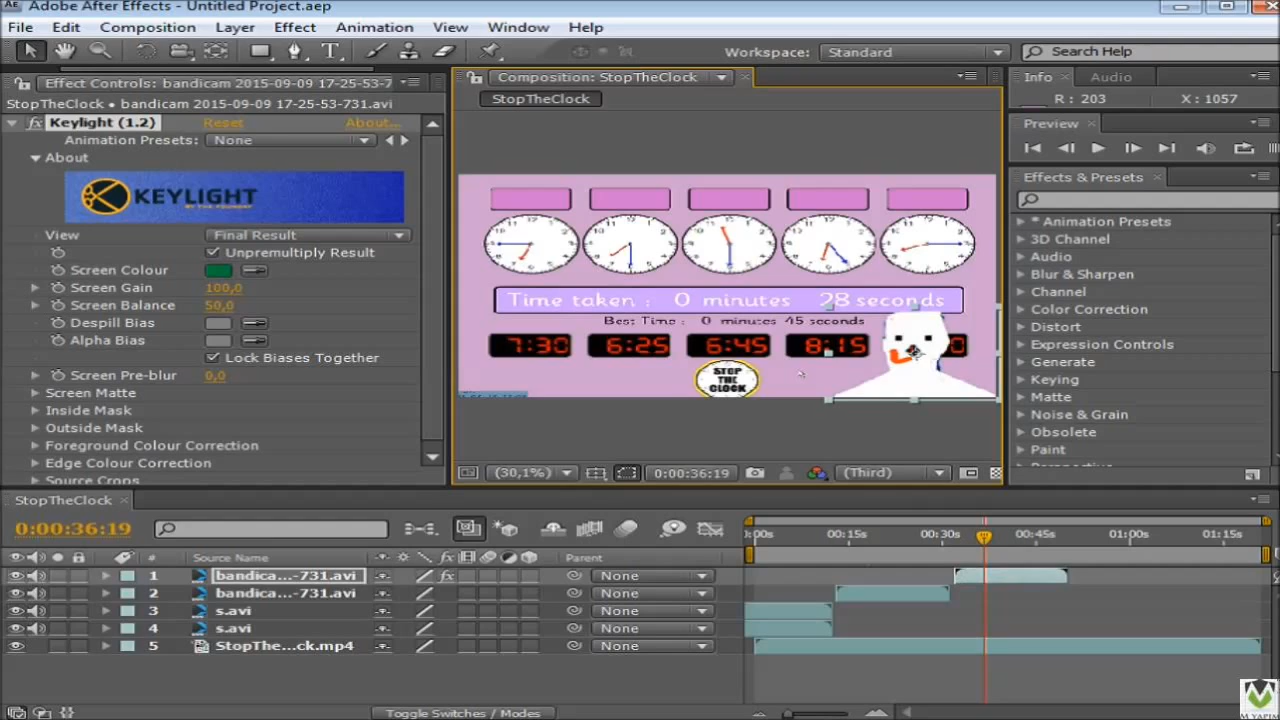 Adobe After Effects - Untitled Project.aep
File Edit Composition Layer Effect Animation View Window Help
Workspace: Standard Search Help
Effect Controls: bandicam 2015-09-09 17-25-53-7
StopTheClock • bandicam 2015-09-09 17-25-53-731.avi
fx Keylight (1.2) Reset About...
Animation Presets: None
About
KEYLIGHT
BY THE FOUNDRY
View Final Result
Unpremultiply Result
Screen Colour
Screen Gain 100,0
Screen Balance 50,0
Despill Bias
Alpha Bias
Lock Biases Together
Screen Pre-blur 0,0
Screen Matte
Inside Mask
Outside Mask
Foreground Colour Correction
Edge Colour Correction
Source Crops
Composition: StopTheClock
StopTheClock
Time taken : 0 minutes 28 seconds
Best Time : 0 minutes 45 seconds
7:30 6:25 6:45 8:15
STOP
THE
CLOCK
(30,1%) 0:00:36:19 (Third)
Info Audio
R : 203 X : 1057
Preview
Effects & Presets
* Animation Presets
3D Channel
Audio
Blur & Sharpen
Channel
Color Correction
Distort
Expression Controls
Generate
Keying
Matte
Noise & Grain
Obsolete
Paint
Perspective
StopTheClock
0:00:36:19
# Source Name fx Parent
:00s 00:15s 00:30s 00:45s 01:00s 01:15s
1 bandica...-731.avi fx None
2 bandica...-731.avi None
3 s.avi None
4 s.avi None
5 StopThe...ck.mp4 None
Toggle Switches / Modes
M YAPIM